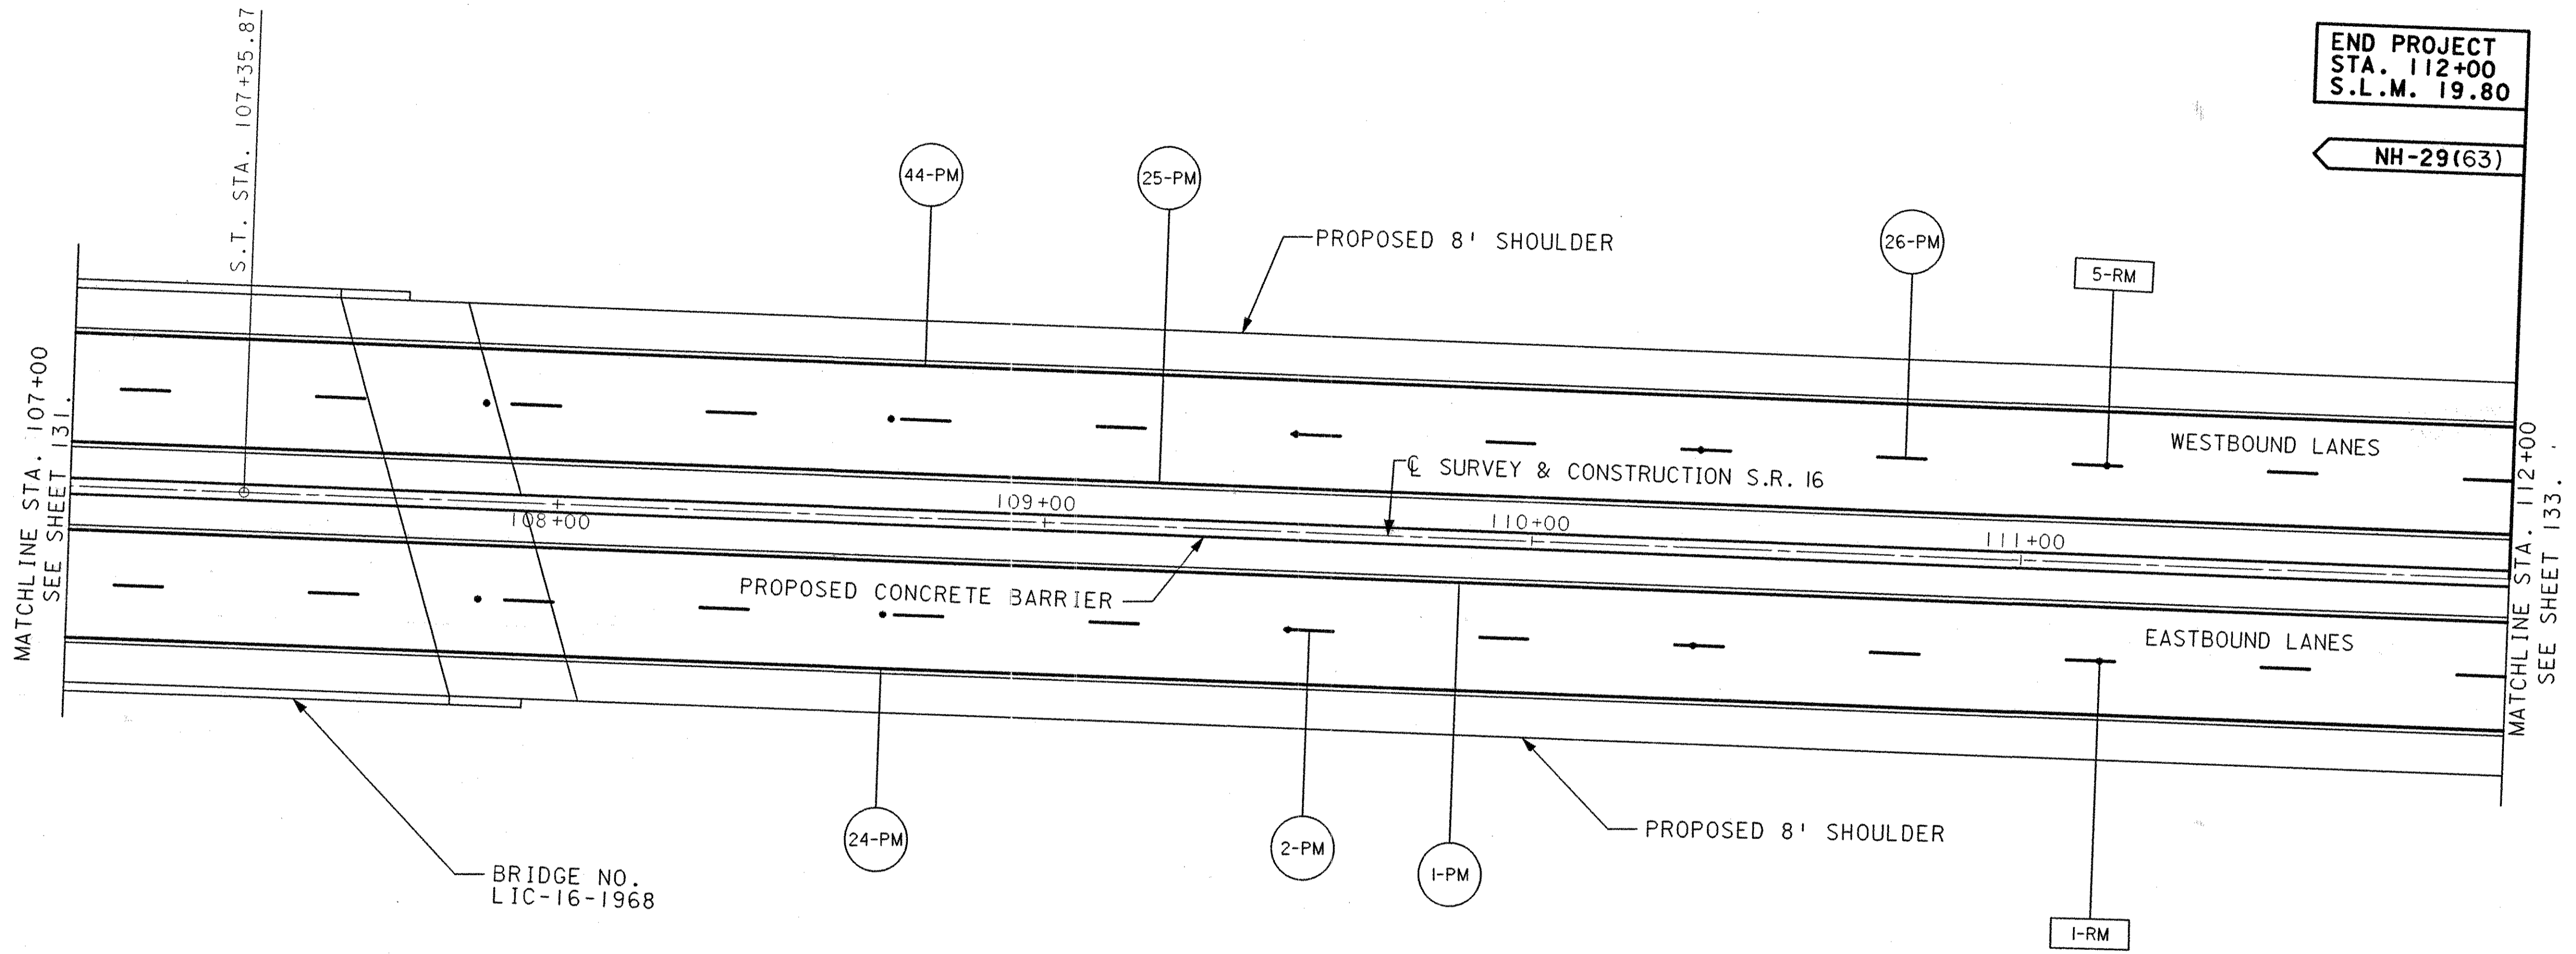 END PROJECT
STA. 112+00
S.L.M. 19.80
NH-29(63)
S.T. STA. 107+35.87
44-PM
25-PM
26-PM
5-RM
PROPOSED 8' SHOULDER
MATCHLINE STA. 107+00
SEE SHEET 131.
WESTBOUND LANES
℄ SURVEY & CONSTRUCTION S.R. 16
108+00
109+00
110+00
111+00
PROPOSED CONCRETE BARRIER
EASTBOUND LANES
MATCHLINE STA. 112+00
SEE SHEET 133.
24-PM
2-PM
1-PM
PROPOSED 8' SHOULDER
BRIDGE NO.
LIC-16-1968
1-RM